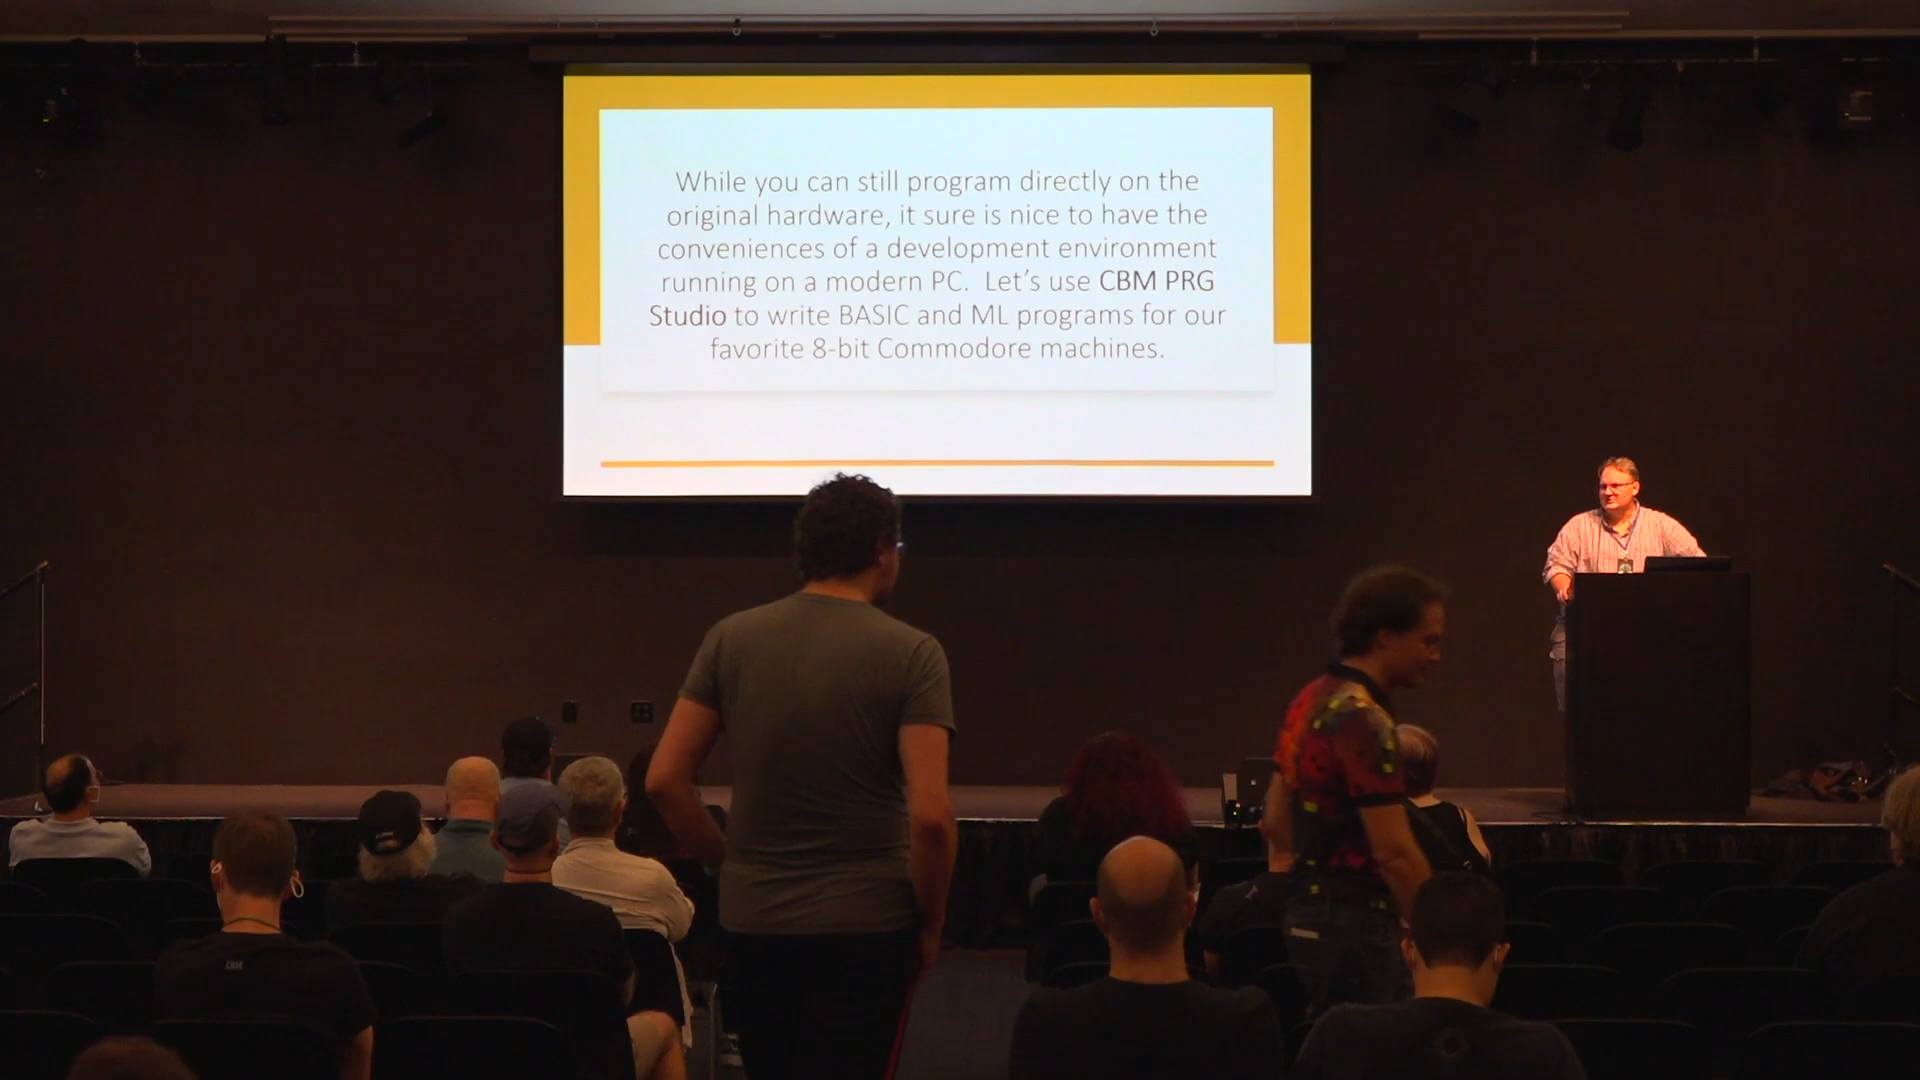 While you can still program directly on the
original hardware, it sure is nice to have the
conveniences of a development environment
running on a modern PC.  Let’s use CBM PRG
Studio to write BASIC and ML programs for our
favorite 8-bit Commodore machines.